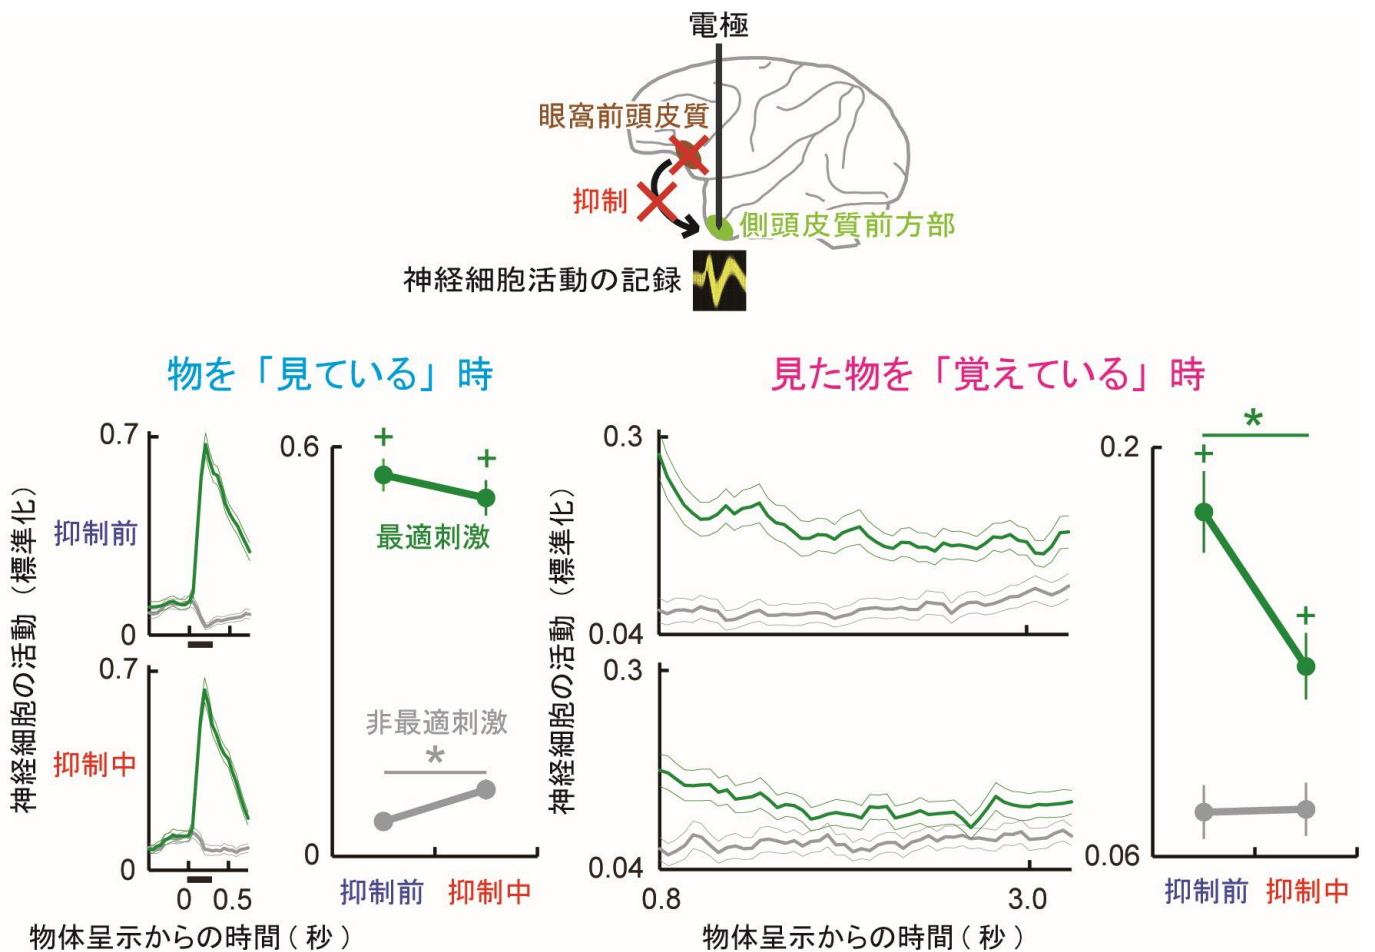 電極
眼窩前頭皮質
抑制
側頭皮質前方部
神経細胞活動の記録
物を「見ている」時
見た物を「覚えている」時
神経細胞の活動（標準化）
0.7
抑制前
0
0.7
抑制中
0
0 0.5
物体呈示からの時間(秒)
0.6
+
+
最適刺激
非最適刺激
*
0
抑制前 抑制中
神経細胞の活動（標準化）
0.3
0.04
0.3
0.04
0.8 3.0
物体呈示からの時間(秒)
*
0.2
+
+
0.06
抑制前 抑制中